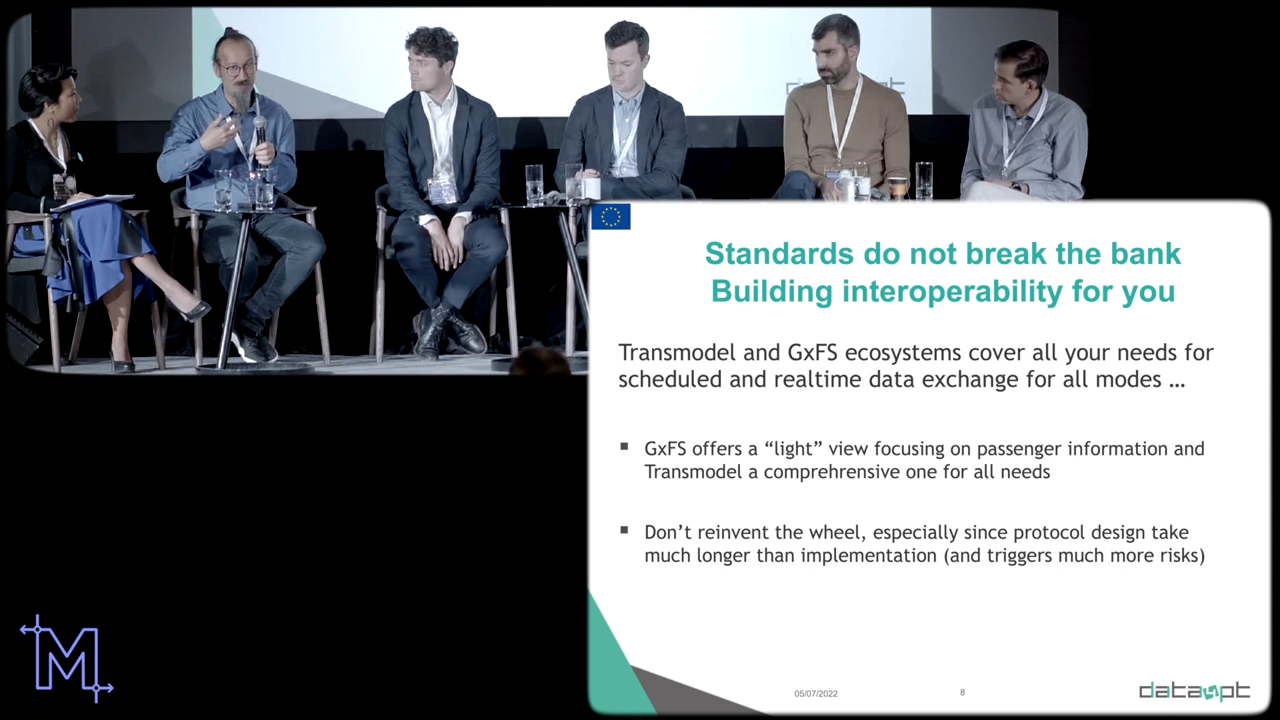 Standards do not break the bank
Building interoperability for you
Transmodel and GxFS ecosystems cover all your needs for
scheduled and realtime data exchange for all modes …
▪ GxFS offers a “light” view focusing on passenger information and
Transmodel a comprehrensive one for all needs
▪ Don’t reinvent the wheel, especially since protocol design take
much longer than implementation (and triggers much more risks)
M
05/07/2022
8
data4pt